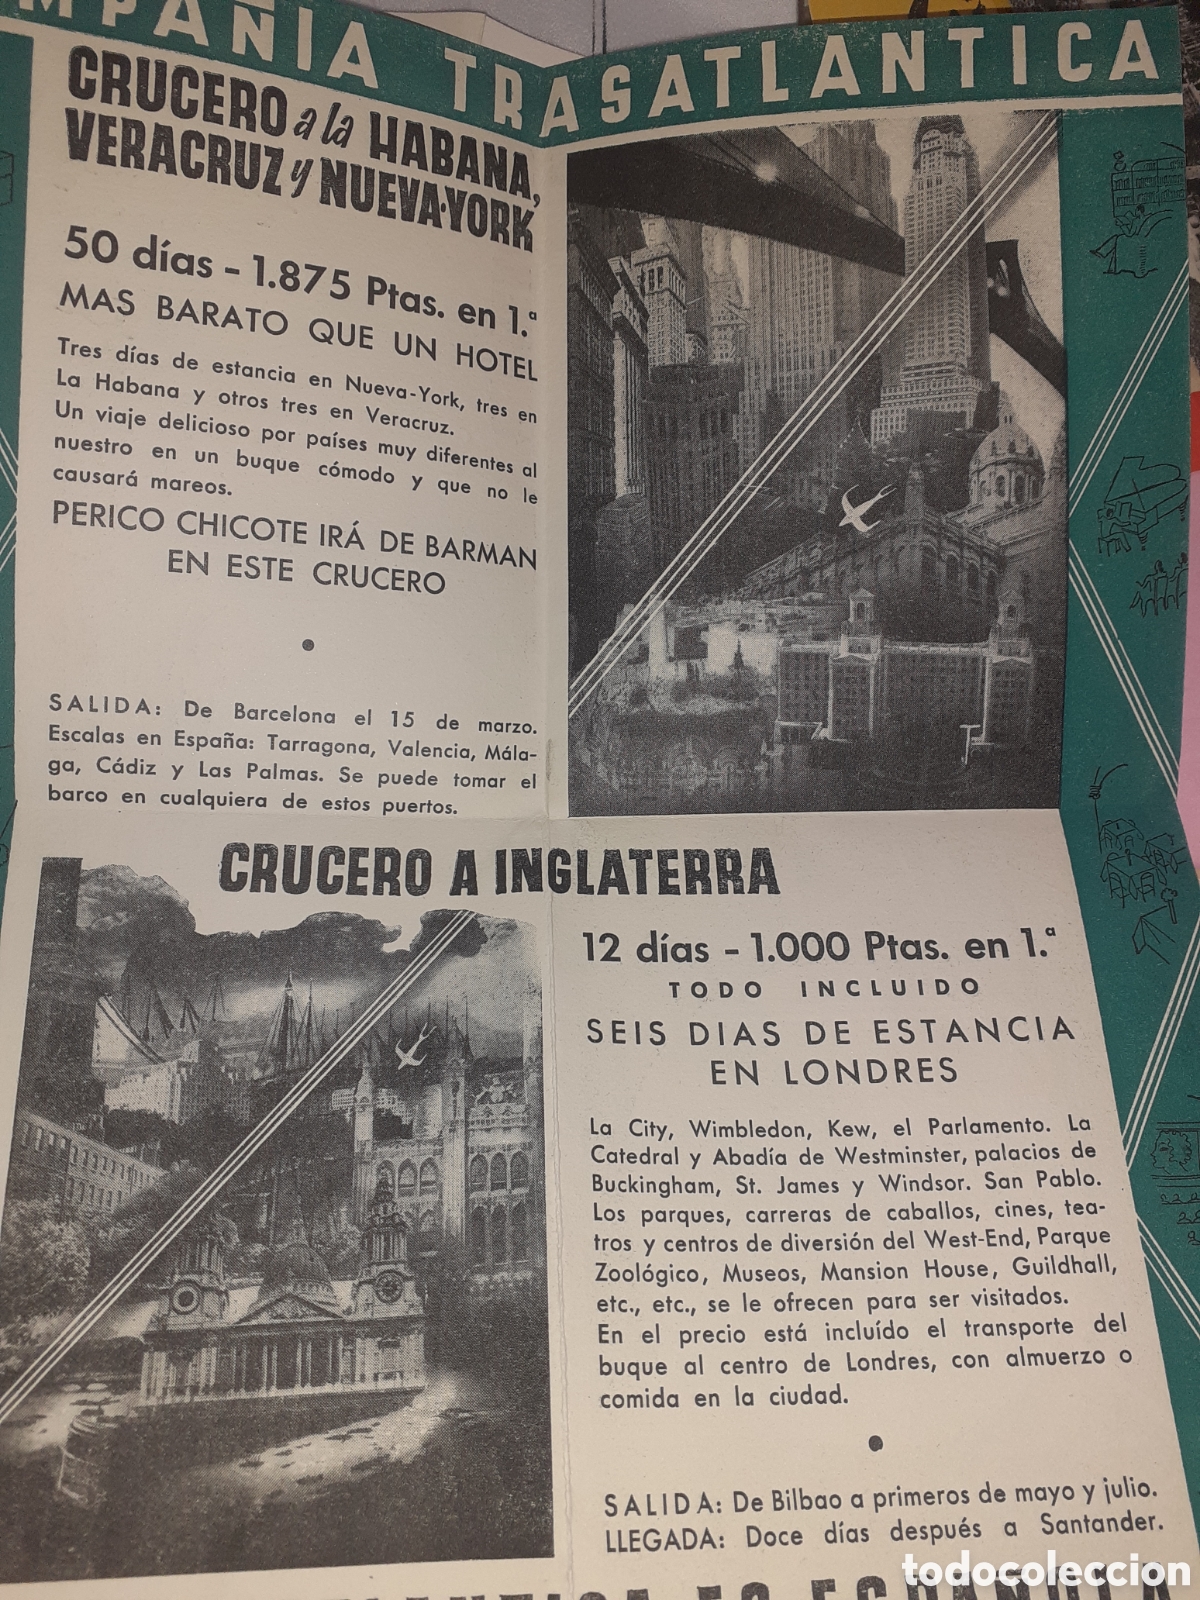 MPAÑIA TRASATLANTICA
CRUCERO a la HABANA,
VERACRUZ y NUEVA-YORK
50 días - 1.875 Ptas. en 1.ª
MAS BARATO QUE UN HOTEL
Tres días de estancia en Nueva-York, tres en
La Habana y otros tres en Veracruz.
Un viaje delicioso por países muy diferentes al
nuestro en un buque cómodo y que no le
causará mareos.
PERICO CHICOTE IRÁ DE BARMAN
EN ESTE CRUCERO
SALIDA: De Barcelona el 15 de marzo.
Escalas en España: Tarragona, Valencia, Mála-
ga, Cádiz y Las Palmas. Se puede tomar el
barco en cualquiera de estos puertos.
CRUCERO A INGLATERRA
12 días - 1.000 Ptas. en 1.ª
TODO INCLUIDO
SEIS DIAS DE ESTANCIA
EN LONDRES
La City, Wimbledon, Kew, el Parlamento. La
Catedral y Abadía de Westminster, palacios de
Buckingham, St. James y Windsor. San Pablo.
Los parques, carreras de caballos, cines, tea-
tros y centros de diversión del West-End, Parque
Zoológico, Museos, Mansion House, Guildhall,
etc., etc., se le ofrecen para ser visitados.
En el precio está incluído el transporte del
buque al centro de Londres, con almuerzo o
comida en la ciudad.
SALIDA: De Bilbao a primeros de mayo y julio.
LLEGADA: Doce días después a Santander.
todocoleccion